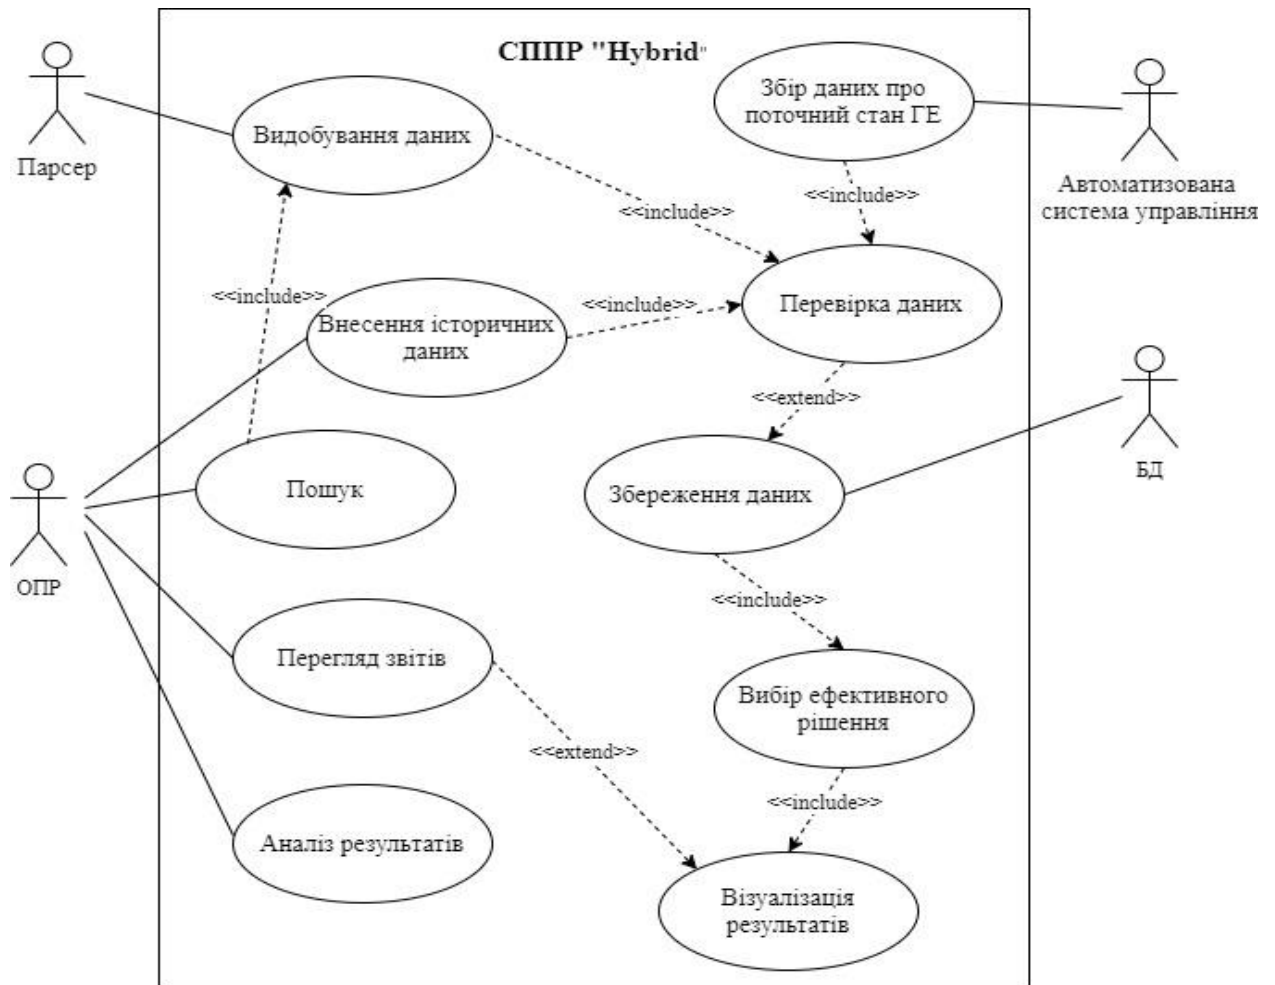 СППР "Hybrid"
Збір даних про
поточний стан ГЕ
Видобування даних
Парсер
Автоматизована
система управління
<<include>>
<<include>>
<<include>>
<<include>>
Перевірка даних
Внесення історичних
даних
<<extend>>
БД
Пошук
Збереження даних
ОПР
<<include>>
Перегляд звітів
Вибір ефективного
рішення
<<extend>>
<<include>>
Аналіз результатів
Візуалізація
результатів